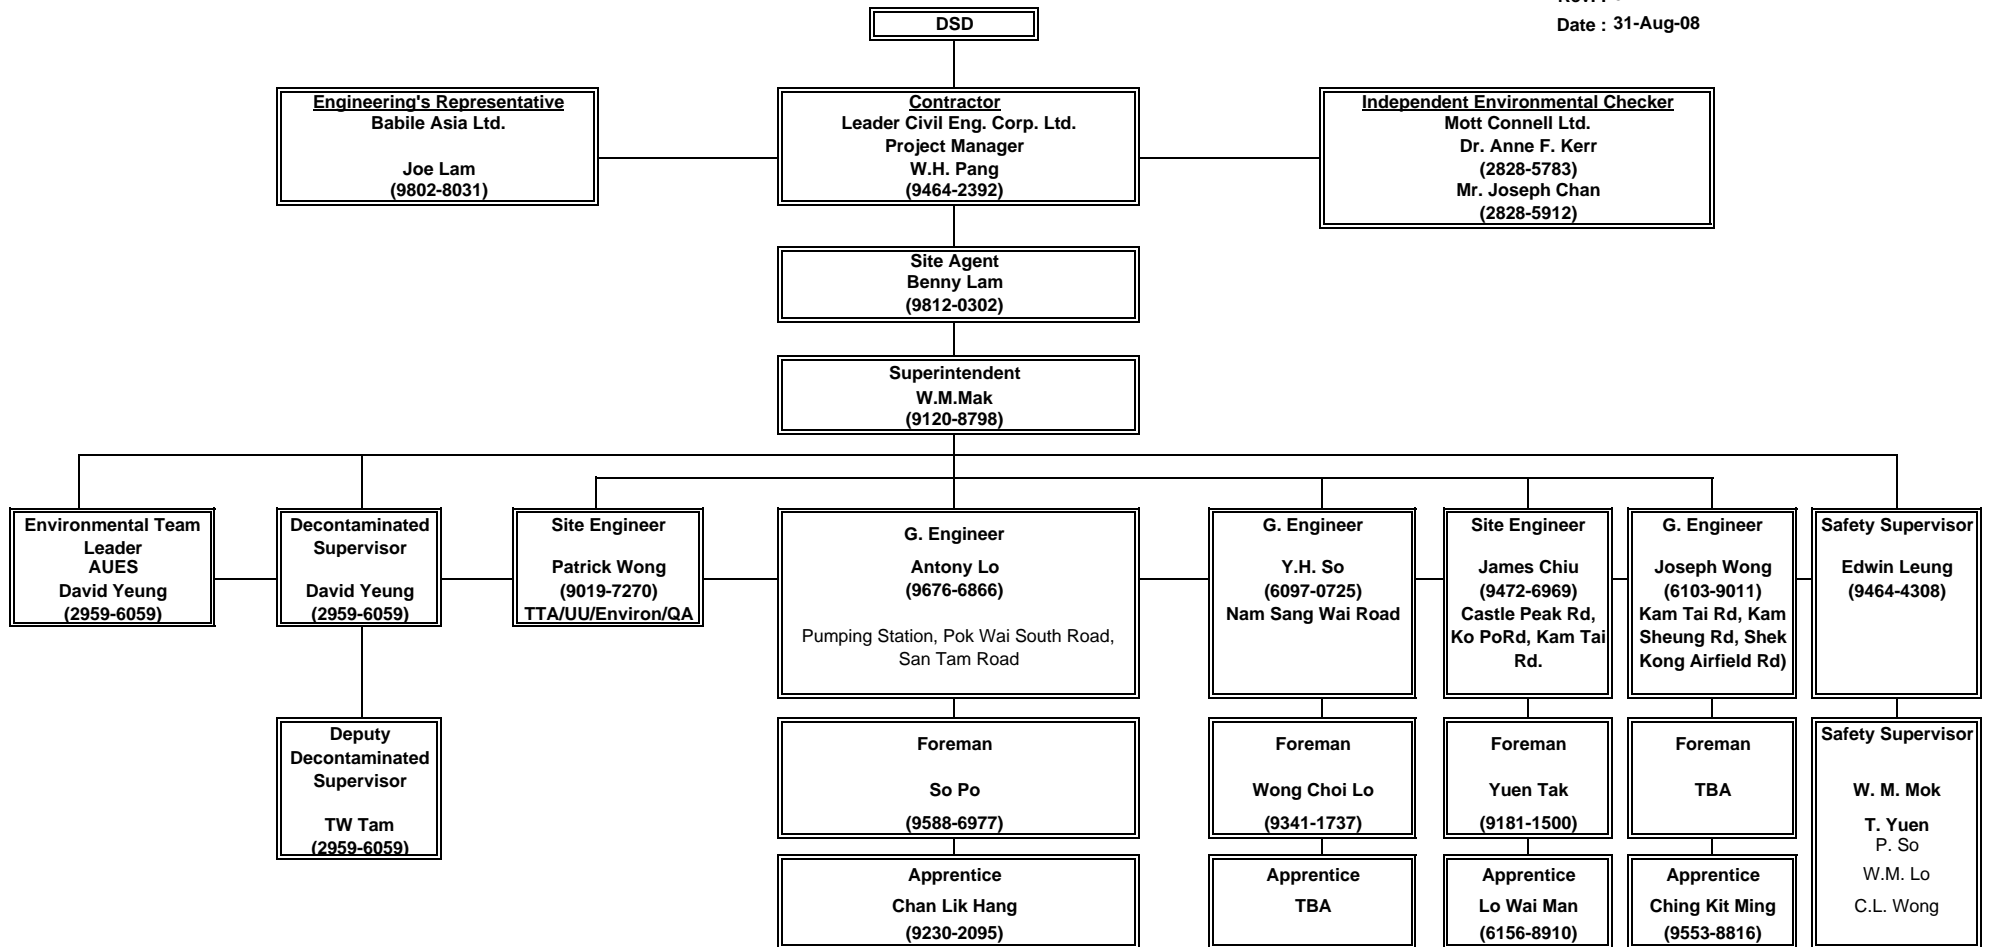 Date : 31-Aug-08
DSD
Engineering's Representative
Babile Asia Ltd.
Joe Lam
(9802-8031)
Contractor
Leader Civil Eng. Corp. Ltd.
Project Manager
W.H. Pang
(9464-2392)
Independent Environmental Checker
Mott Connell Ltd.
Dr. Anne F. Kerr
(2828-5783)
Mr. Joseph Chan
(2828-5912)
Site Agent
Benny Lam
(9812-0302)
Superintendent
W.M.Mak
(9120-8798)
Environmental Team
Leader
AUES
David Yeung
(2959-6059)
Decontaminated
Supervisor
David Yeung
(2959-6059)
Site Engineer
Patrick Wong
(9019-7270)
TTA/UU/Environ/QA
G. Engineer
Antony Lo
(9676-6866)
Pumping Station, Pok Wai South Road,
San Tam Road
G. Engineer
Y.H. So
(6097-0725)
Nam Sang Wai Road
Site Engineer
James Chiu
(9472-6969)
Castle Peak Rd,
Ko PoRd, Kam Tai
Rd.
G. Engineer
Joseph Wong
(6103-9011)
Kam Tai Rd, Kam
Sheung Rd, Shek
Kong Airfield Rd)
Safety Supervisor
Edwin Leung
(9464-4308)
Deputy
Decontaminated
Supervisor
TW Tam
(2959-6059)
Foreman
So Po
(9588-6977)
Foreman
Wong Choi Lo
(9341-1737)
Foreman
Yuen Tak
(9181-1500)
Foreman
TBA
Safety Supervisor
W. M. Mok
T. Yuen
P. So
W.M. Lo
C.L. Wong
Apprentice
Chan Lik Hang
(9230-2095)
Apprentice
TBA
Apprentice
Lo Wai Man
(6156-8910)
Apprentice
Ching Kit Ming
(9553-8816)